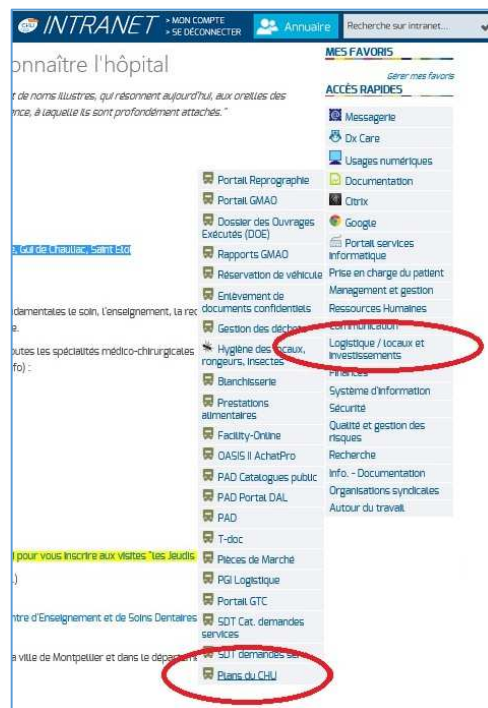 CHU INTRANET
> MON COMPTE
> SE DÉCONNECTER
Annuaire
Recherche sur intranet...
onnaître l'hôpital
t de noms illustres, qui résonnent aujourd'hui, aux oreilles des
nce, à laquelle ils sont profondément attachés."
e, Gui de Chauliac, Saint Eloi
damentales le soin, l'enseignement, la rec
e.
outes les spécialités médico-chirurgicales
fo) :
i pour vous inscrire aux visites "les Jeudis
.)
ntre d'Enseignement et de Soins Dentaires
a ville de Montpellier et dans le départem
Portail Reprographie
Portail GMAO
Dossier des Ouvrages
Exécutés (DOE)
Rapports GMAO
Réservation de véhicule
Enlèvement de
documents confidentiels
Gestion des déchets
Hygiène des locaux,
rongeurs, insectes
Blanchisserie
Prestations
alimentaires
Facility-Online
OASIS II AchatPro
PAD Catalogues public
PAD Portail DAL
PAD
T-doc
Pièces de Marché
PGI Logistique
Portail GTC
SDT Cat. demandes
services
SDT demandes
Plans du CHU
MES FAVORIS
Gérer mes favoris
ACCÈS RAPIDES
Messagerie
Dx Care
Usages numériques
Documentation
Citrix
Google
Portail services
informatique
Prise en charge du patient
Management et gestion
Ressources Humaines
Communication
Logistique / locaux et
investissements
Finances
Système d'information
Sécurité
Qualité et gestion des
risques
Recherche
Info. - Documentation
Organisations syndicales
Autour du travail